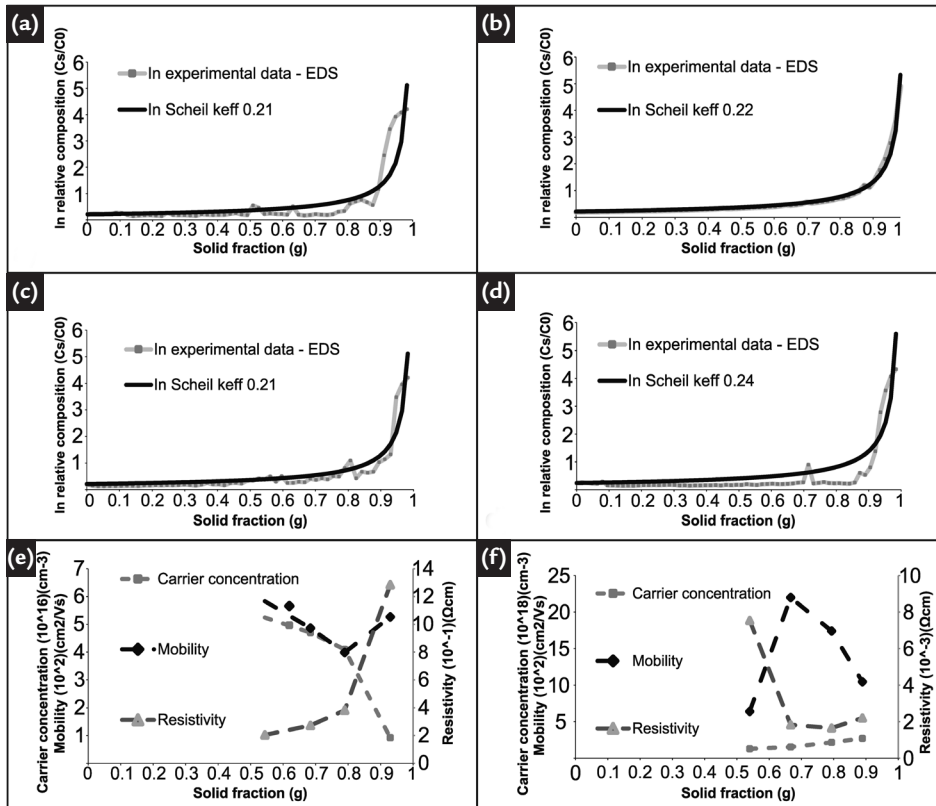 (a)
In relative composition (Cs/C0)
6
5
4
3
2
1
In experimental data - EDS
In Scheil keff 0.21
0 0.1 0.2 0.3 0.4 0.5 0.6 0.7 0.8 0.9 1
Solid fraction (g)
(b)
In relative composition (Cs/C0)
6
5
4
3
2
1
In experimental data - EDS
In Scheil keff 0.22
0 0.1 0.2 0.3 0.4 0.5 0.6 0.7 0.8 0.9 1
Solid fraction (g)
(c)
In relative composition (Cs/C0)
6
5
4
3
2
1
In experimental data - EDS
In Scheil keff 0.21
0 0.1 0.2 0.3 0.4 0.5 0.6 0.7 0.8 0.9 1
Solid fraction (g)
(d)
In relative composition (Cs/C0)
6
5
4
3
2
1
In experimental data - EDS
In Scheil keff 0.24
0 0.1 0.2 0.3 0.4 0.5 0.6 0.7 0.8 0.9 1
Solid fraction (g)
(e)
Carrier concentration (10^16)(cm-3)
Mobility (10^2)(cm2/Vs)
7
6
5
4
3
2
1
Carrier concentration
Mobility
Resistivity
14
12
10
8
6
4
2
0
Resistivity (10^-1)(Ωcm)
0 0.1 0.2 0.3 0.4 0.5 0.6 0.7 0.8 0.9 1
Solid fraction (g)
(f)
Carrier concentration (10^18)(cm-3)
Mobility (10^2)(cm2/Vs)
25
20
15
10
5
Carrier concentration
Mobility
Resistivity
10
8
6
4
2
0
Resistivity (10^-3)(Ωcm)
0 0.1 0.2 0.3 0.4 0.5 0.6 0.7 0.8 0.9 1
Solid fraction (g)